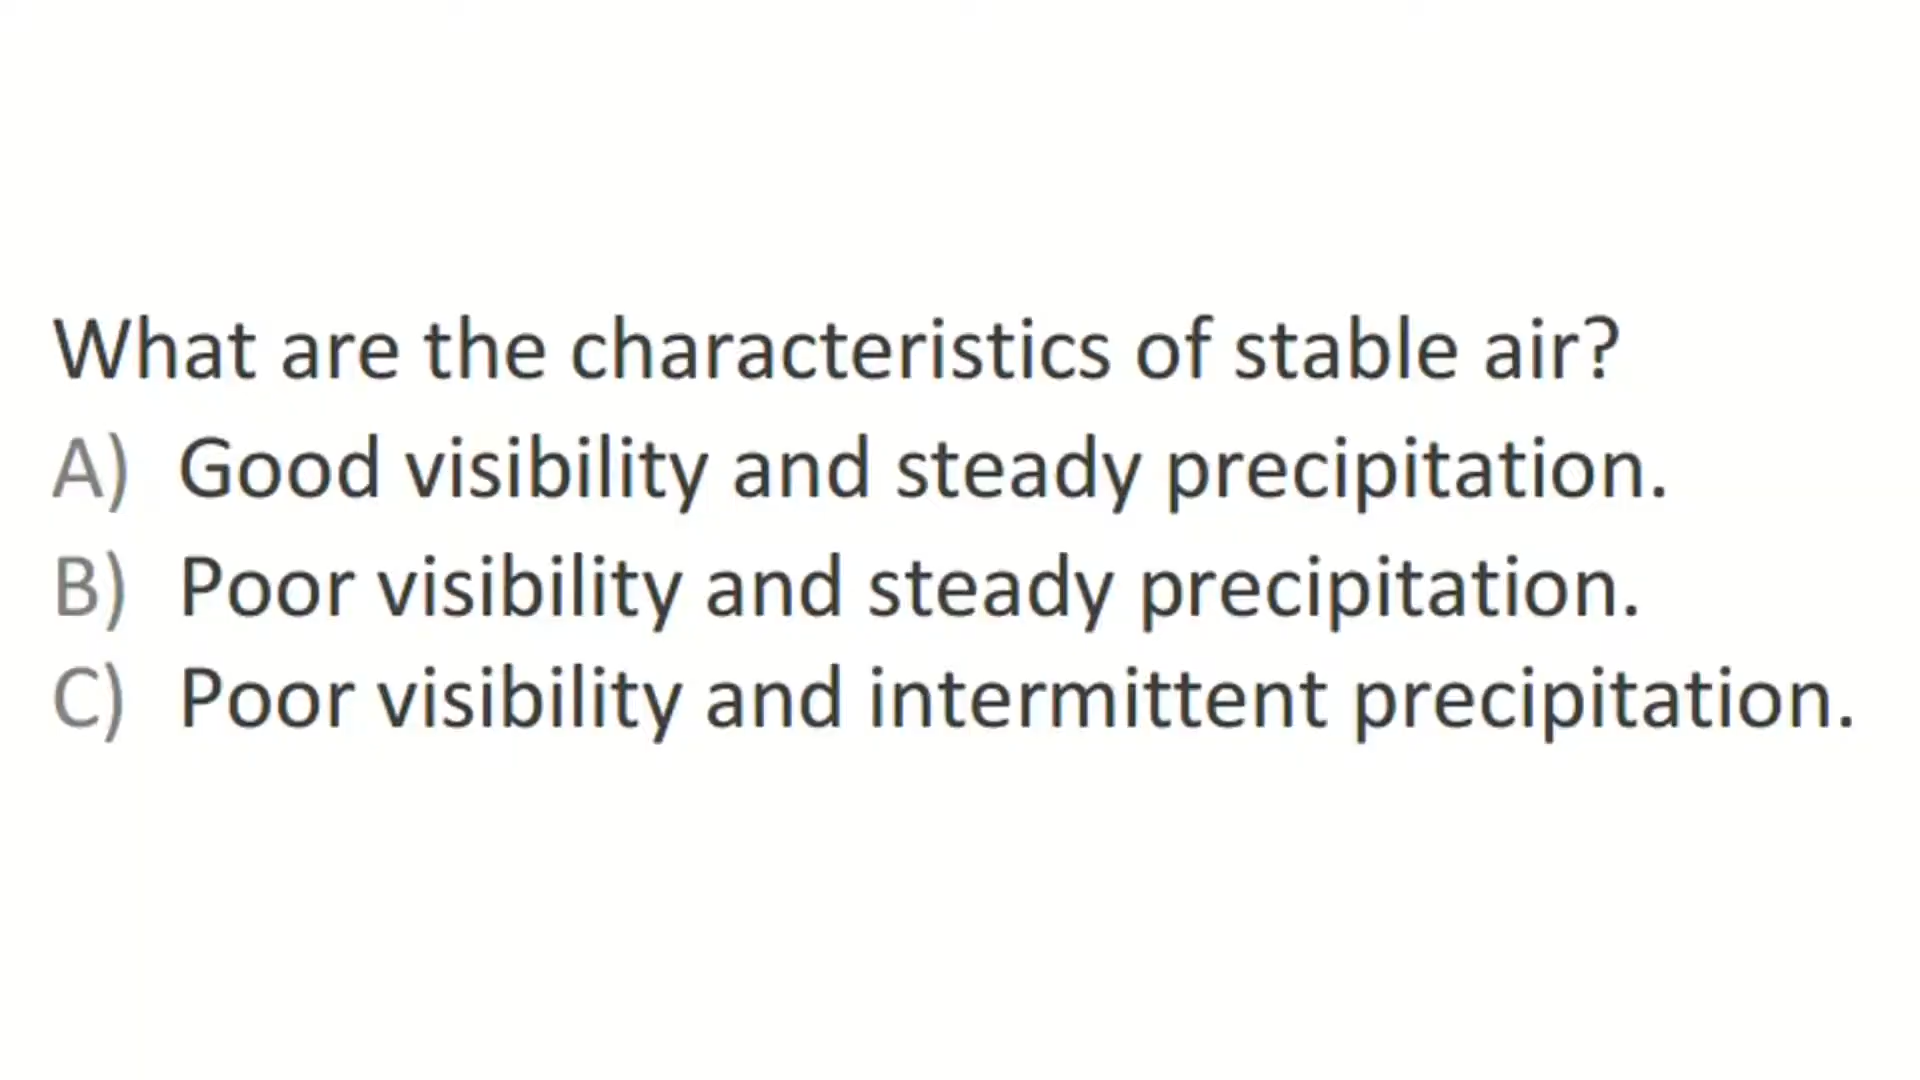 What are the characteristics of stable air?
A) Good visibility and steady precipitation.
B) Poor visibility and steady precipitation.
C) Poor visibility and intermittent precipitation.